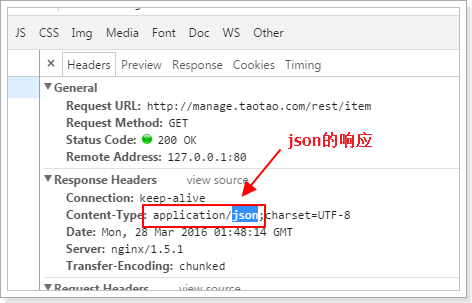 JS CSS Img Media Font Doc WS Other
× Headers Preview Response Cookies Timing
▼General
Request URL: http://manage.taotao.com/rest/item
Request Method: GET
Status Code: 200 OK
json的响应
Remote Address: 127.0.0.1:80
▼Response Headers view source
Connection: keep-alive
Content-Type: application/json;charset=UTF-8
Date: Mon, 28 Mar 2016 01:48:14 GMT
Server: nginx/1.5.1
Transfer-Encoding: chunked
▼Request Headers view source